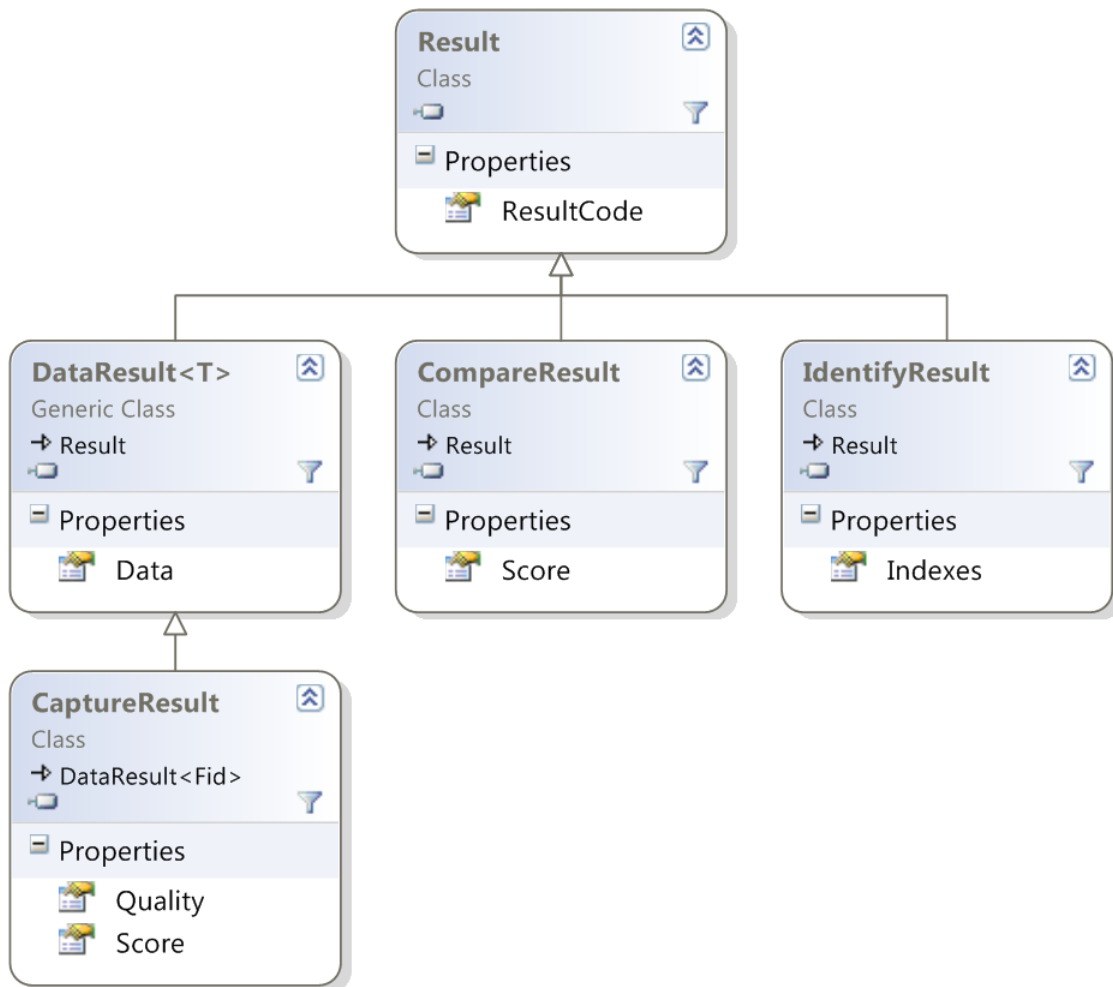 Result
Class
Properties
ResultCode
DataResult<T>
Generic Class
Result
Properties
Data
CompareResult
Class
Result
Properties
Score
IdentifyResult
Class
Result
Properties
Indexes
CaptureResult
Class
DataResult<Fid>
Properties
Quality
Score